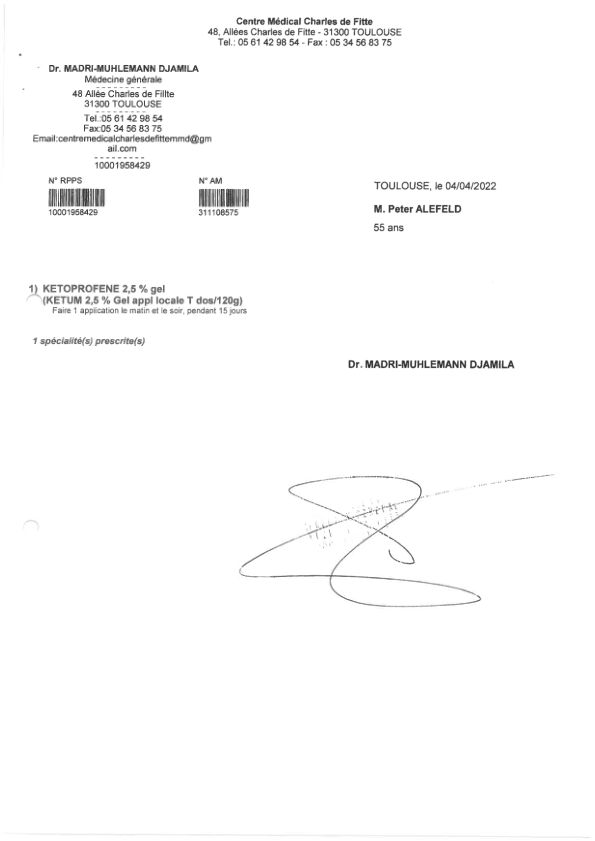 Centre Médical Charles de Fitte
48, Allées Charles de Fitte - 31300 TOULOUSE
Tel.: 05 61 42 98 54 - Fax : 05 34 56 83 75
Dr. MADRI-MUHLEMANN DJAMILA
Médecine générale
---------
48 Allée Charles de Fillte
31300 TOULOUSE
---------
Tel.:05 61 42 98 54
Fax:05 34 56 83 75
Email:centremedicalcharlesdefittemmd@gm
ail.com
---------
10001958429
N° RPPS N° AM
10001958429 311108575
TOULOUSE, le 04/04/2022
M. Peter ALEFELD
55 ans
1) KETOPROFENE 2,5 % gel
(KETUM 2,5 % Gel appl locale T dos/120g)
Faire 1 application le matin et le soir, pendant 15 jours
1 spécialité(s) prescrite(s)
Dr. MADRI-MUHLEMANN DJAMILA